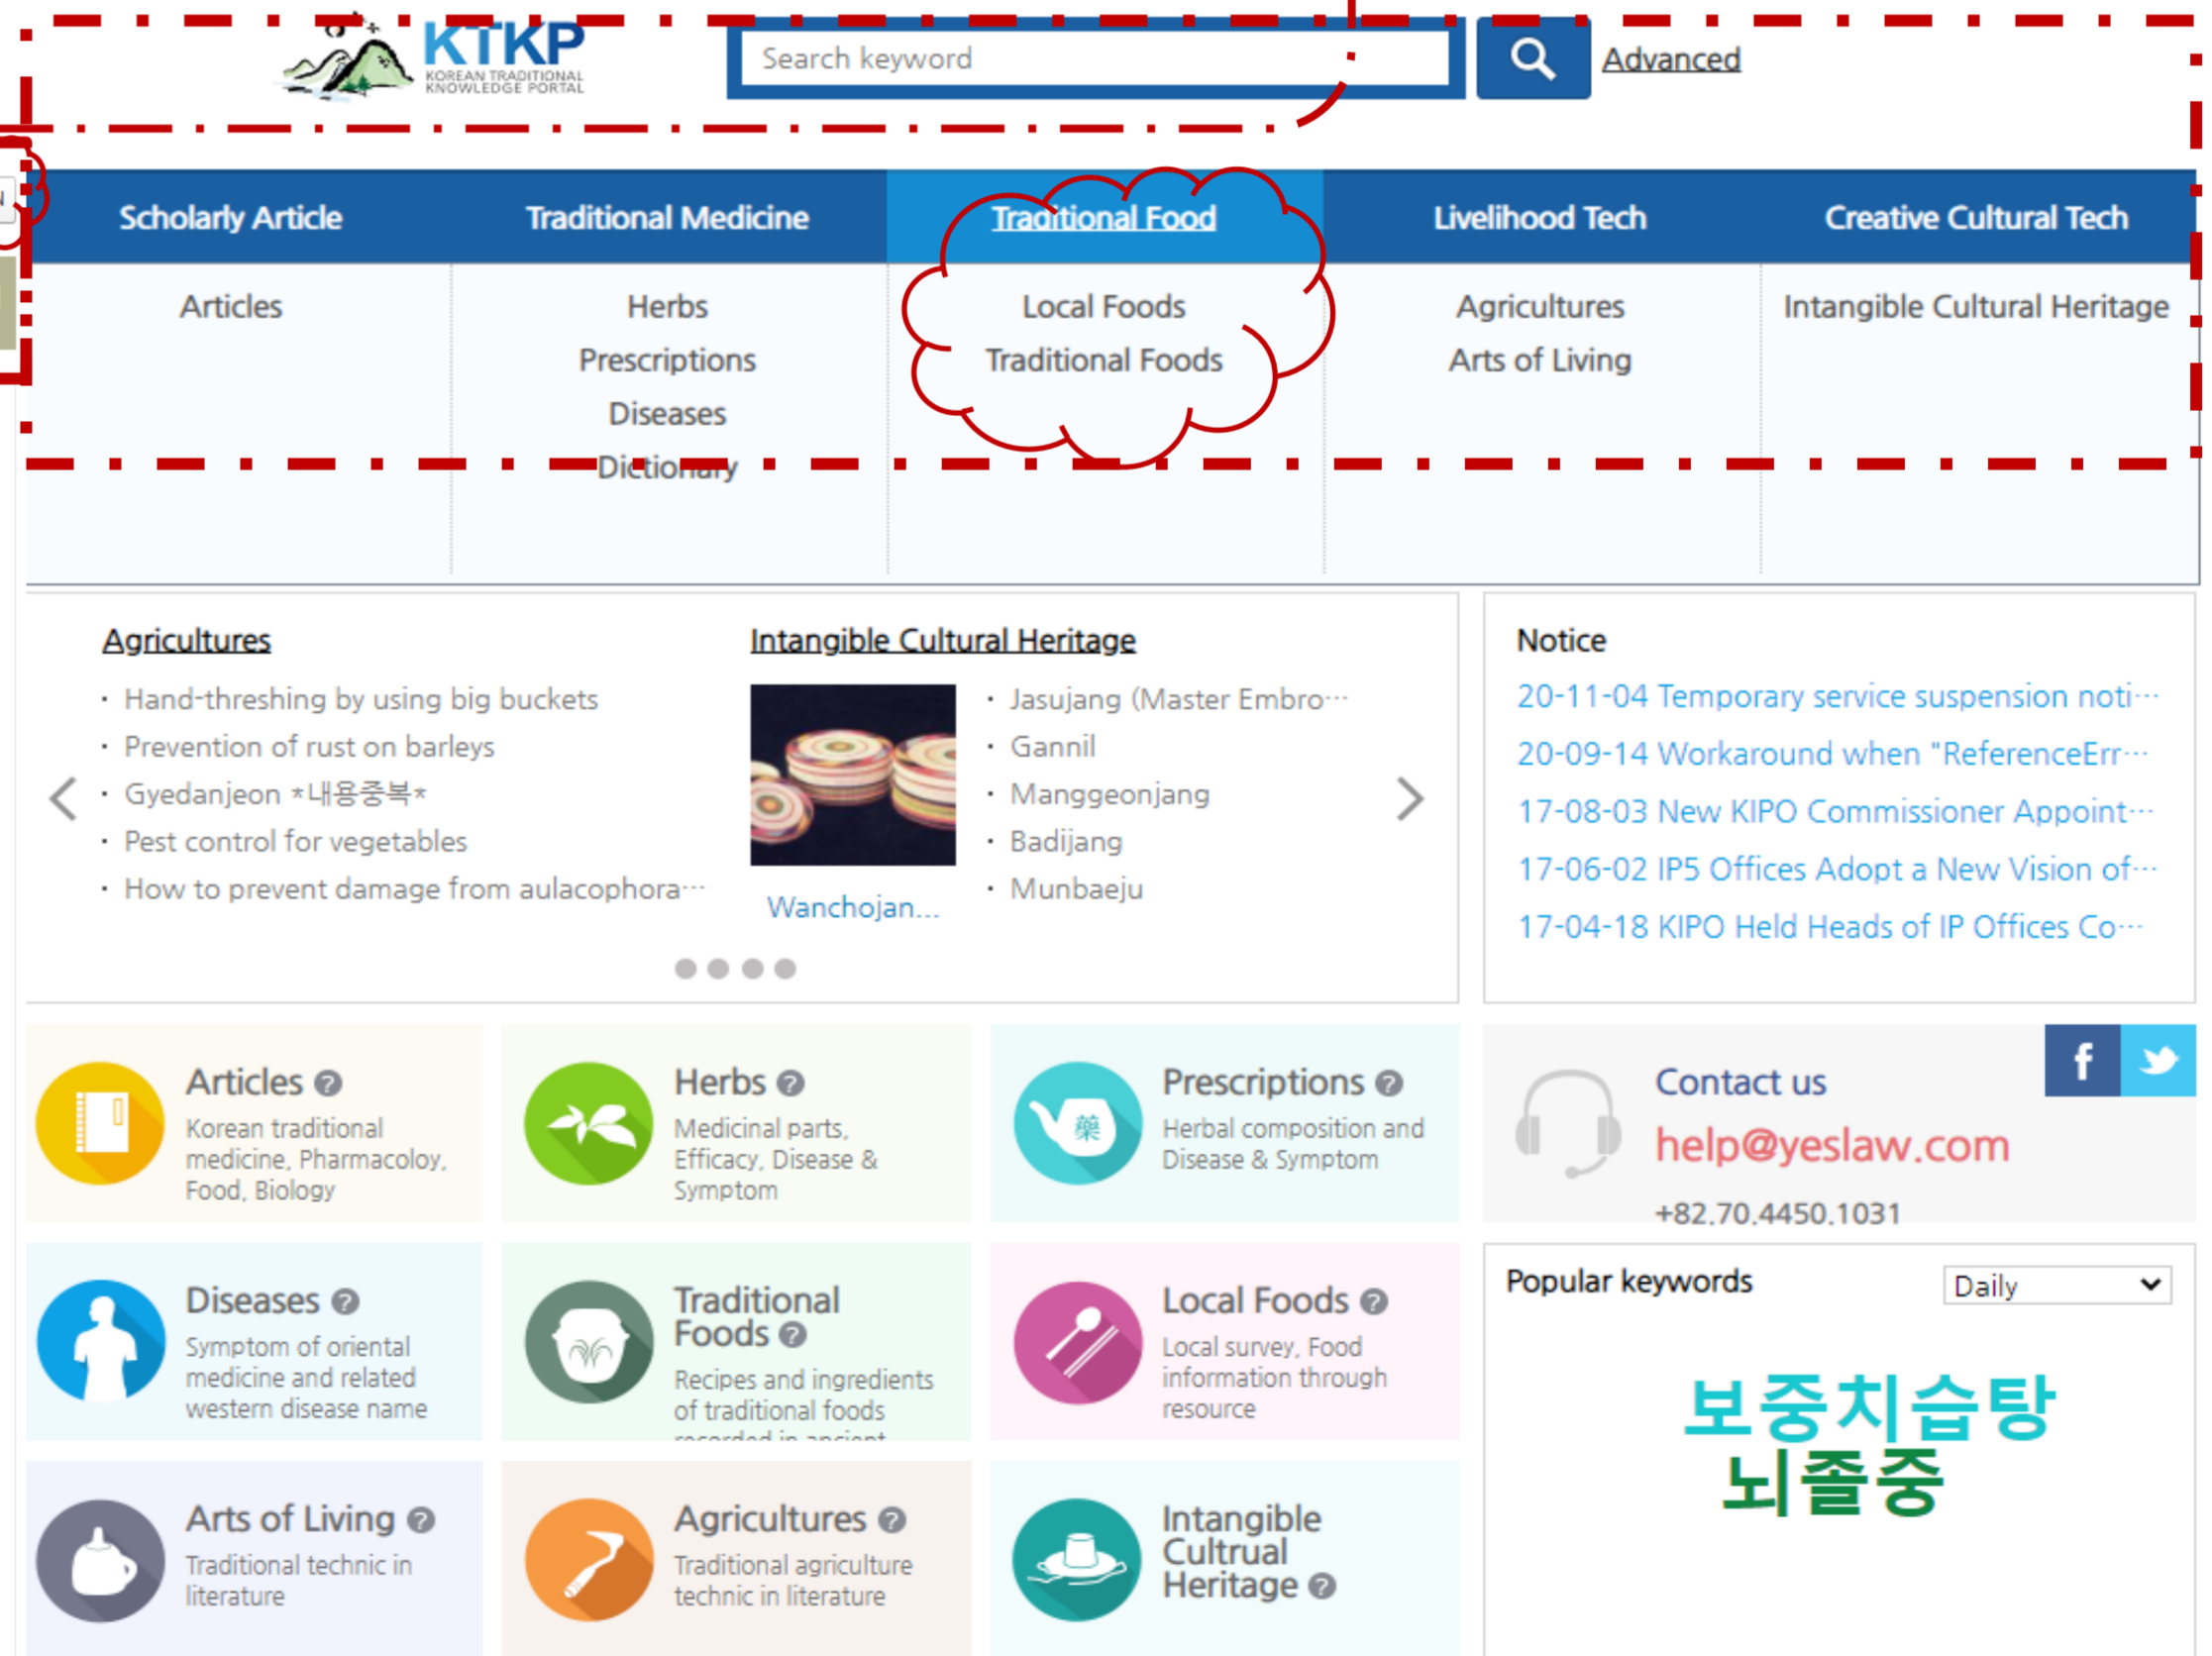 KTKP
KOREAN TRADITIONAL
KNOWLEDGE PORTAL
Search keyword
Advanced
Scholarly Article
Traditional Medicine
Traditional Food
Livelihood Tech
Creative Cultural Tech
Articles
Herbs
Prescriptions
Diseases
Dictionary
Local Foods
Traditional Foods
Agricultures
Arts of Living
Intangible Cultural Heritage
Agricultures
· Hand-threshing by using big buckets
· Prevention of rust on barleys
· Gyedanjeon *내용중복*
· Pest control for vegetables
· How to prevent damage from aulacophora···
Intangible Cultural Heritage
Wanchojan...
· Jasujang (Master Embro···
· Gannil
· Manggeonjang
· Badijang
· Munbaeju
Notice
20-11-04 Temporary service suspension noti···
20-09-14 Workaround when "ReferenceErr···
17-08-03 New KIPO Commissioner Appoint···
17-06-02 IP5 Offices Adopt a New Vision of···
17-04-18 KIPO Held Heads of IP Offices Co···
Articles ?
Korean traditional
medicine, Pharmacoloy,
Food, Biology
Herbs ?
Medicinal parts,
Efficacy, Disease &
Symptom
藥
Prescriptions ?
Herbal composition and
Disease & Symptom
Contact us
help@yeslaw.com
+82.70.4450.1031
f
Diseases ?
Symptom of oriental
medicine and related
western disease name
Traditional
Foods ?
Recipes and ingredients
of traditional foods
recorded in ancient
Local Foods ?
Local survey, Food
information through
resource
Popular keywords
Daily
보중치습탕
뇌졸중
Arts of Living ?
Traditional technic in
literature
Agricultures ?
Traditional agriculture
technic in literature
Intangible
Cultrual
Heritage ?